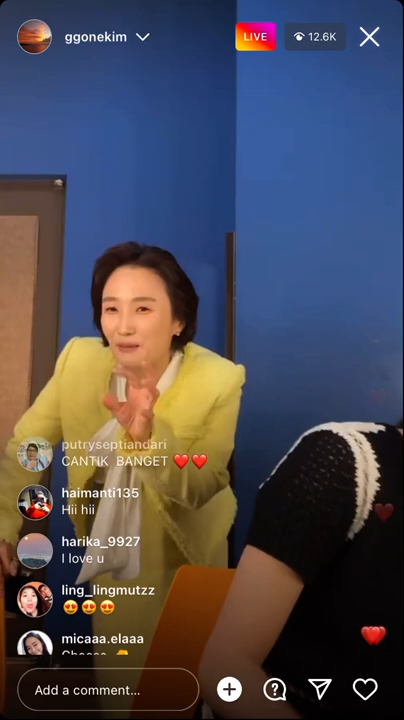 ggonekim
LIVE
12.6K
putryseptiandari
CANTIK BANGET ❤️❤️
haimanti135
Hii hii
harika_9927
I love u
ling_lingmutzz
😍😍😍
micaaa.elaaa
Add a comment...